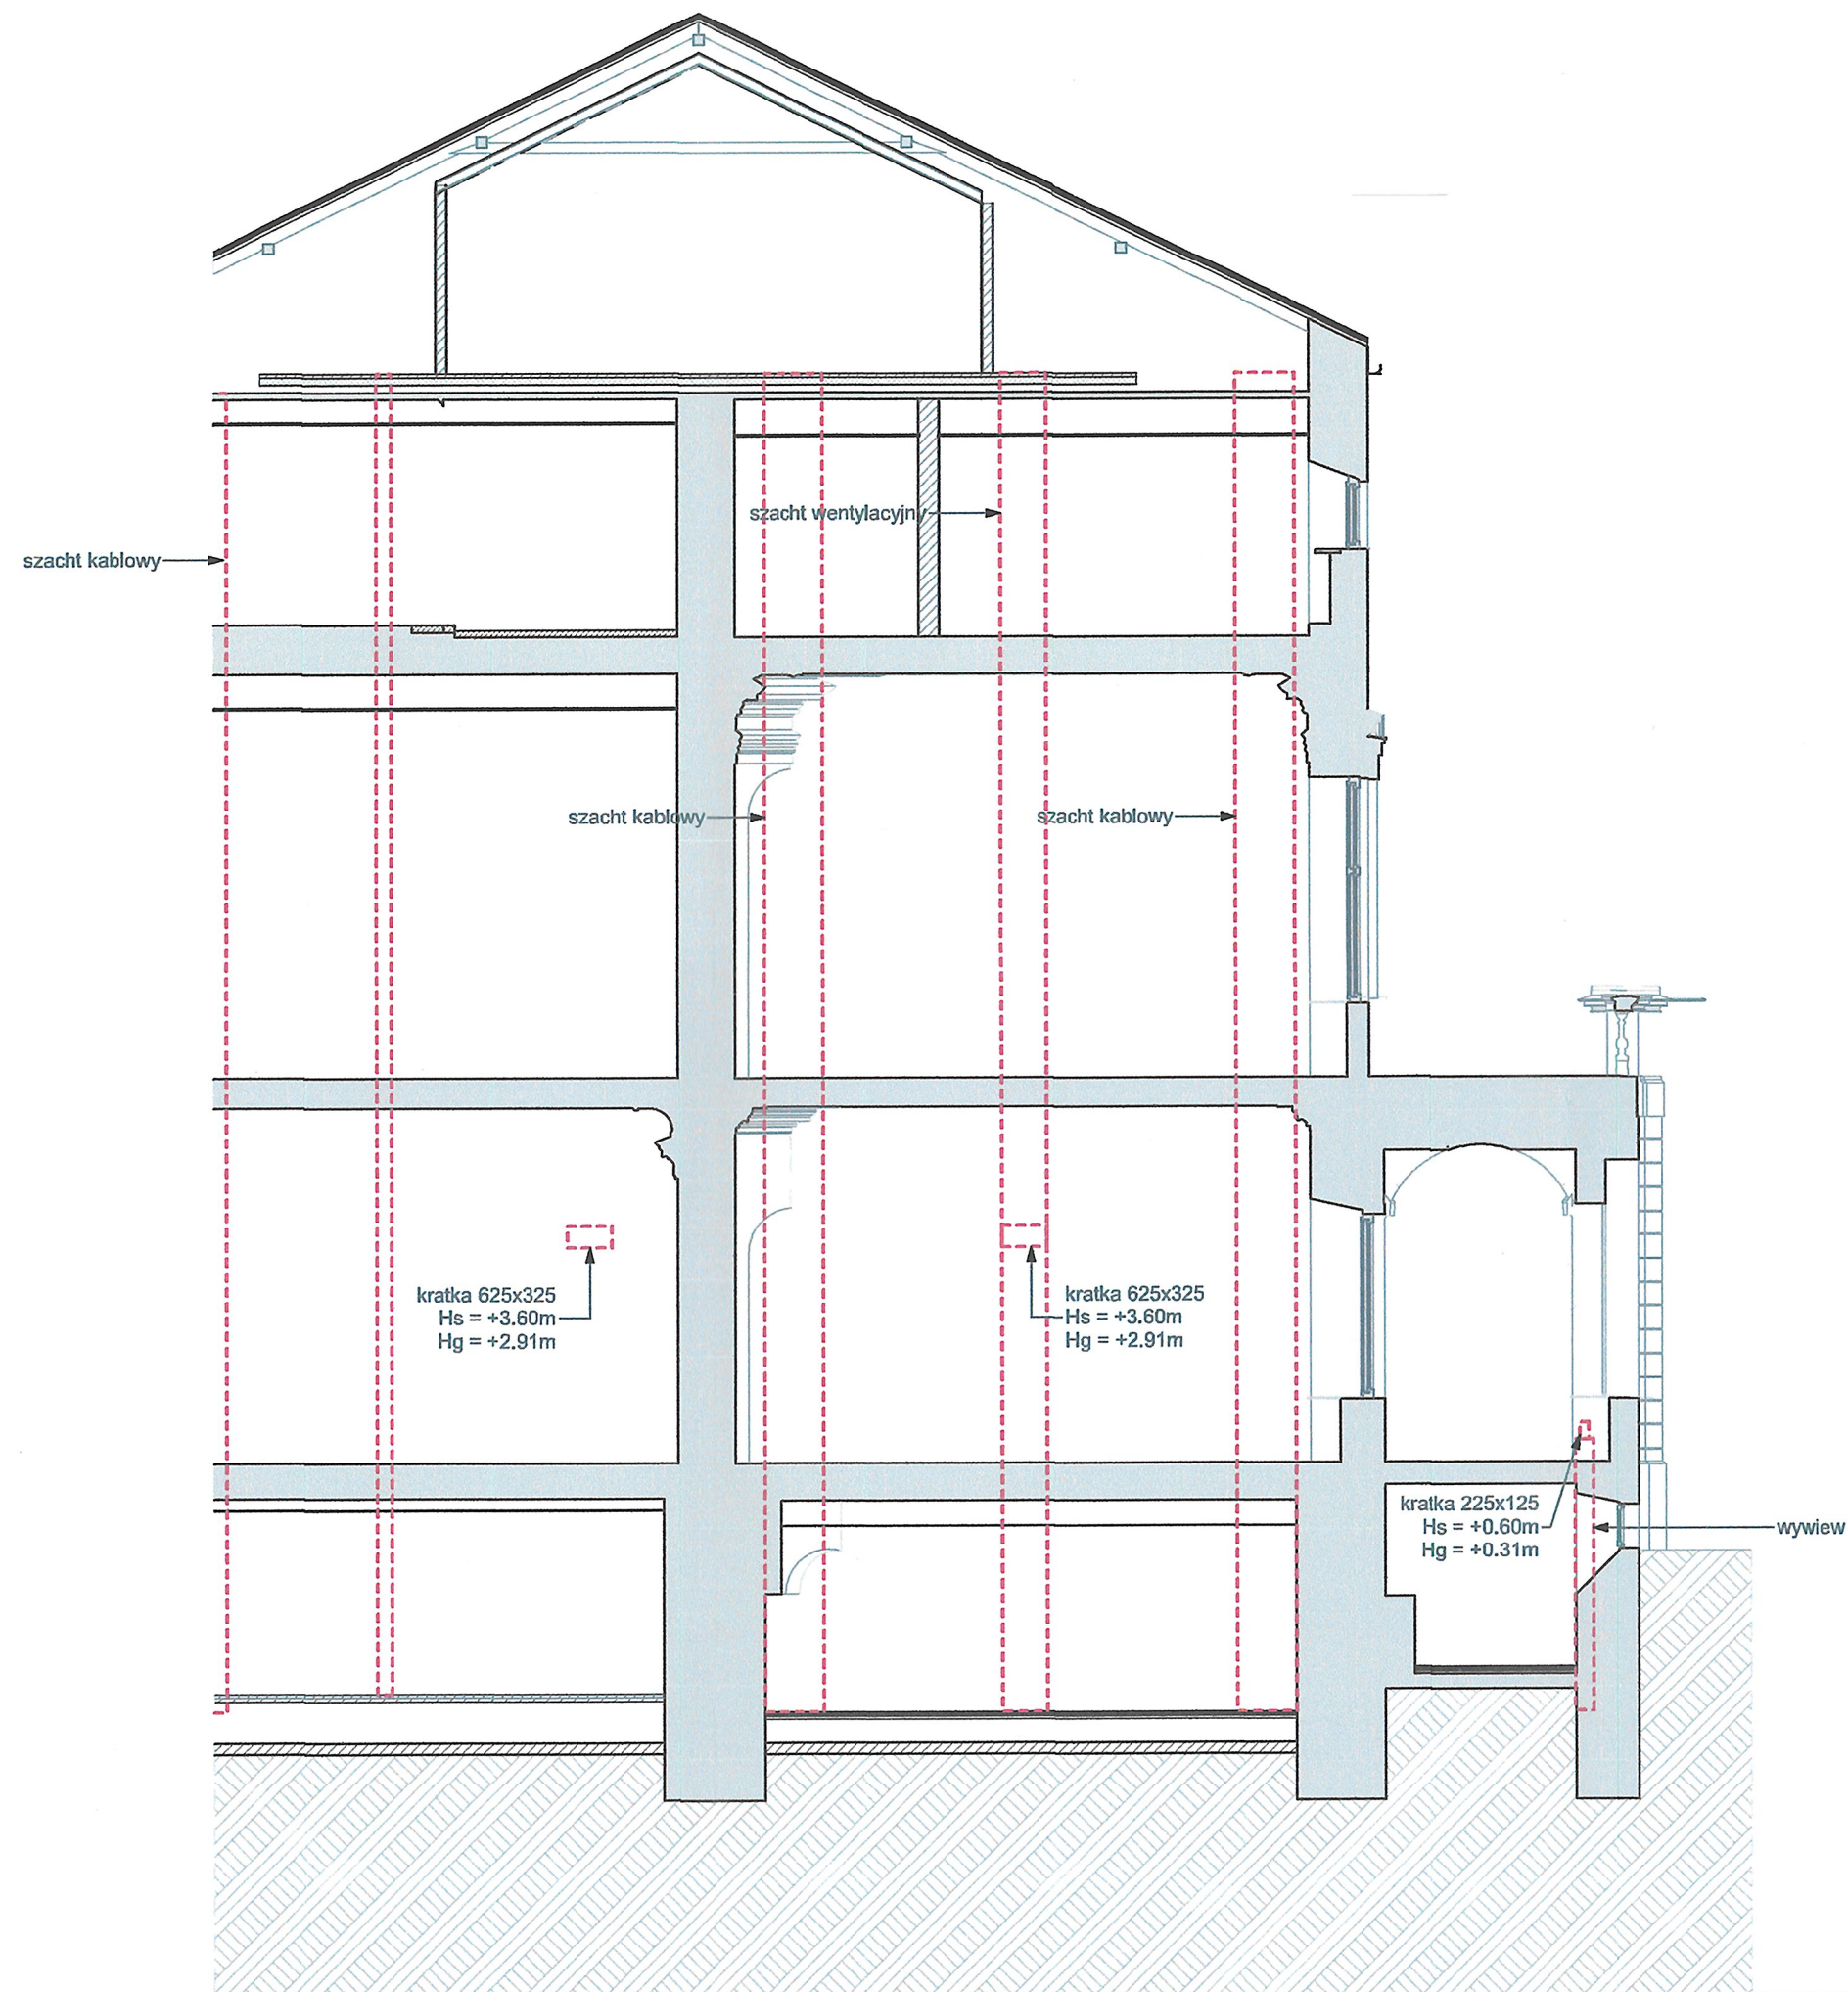 szacht wentylacyjny
szacht kablowy
szacht kablowy
szacht kablowy
kratka 625x325
Hs = +3.60m
Hg = +2.91m
kratka 625x325
Hs = +3.60m
Hg = +2.91m
kratka 225x125
Hs = +0.60m
Hg = +0.31m
wywiew